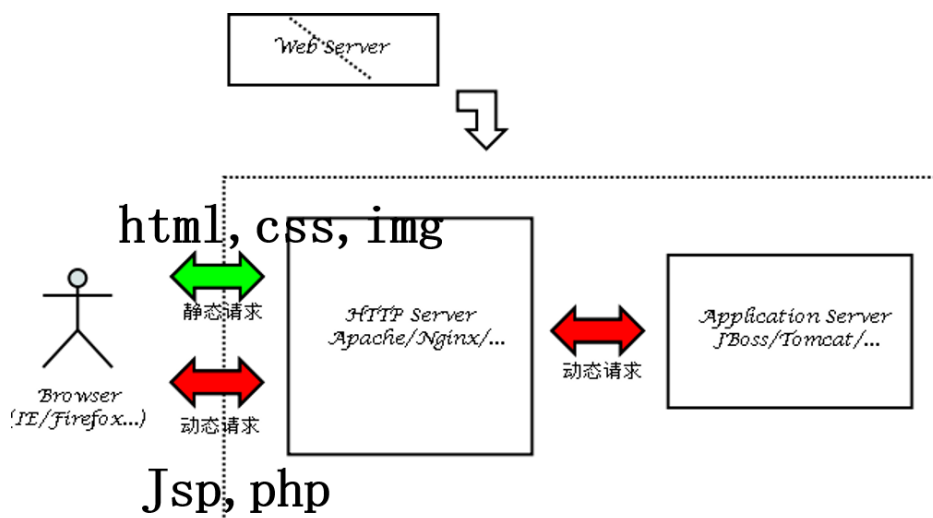 Web Server
html,css,img
静态请求
HTTP Server
Apache/Nginx/...
Application Server
JBoss/Tomcat/...
动态请求
Browser
(IE/Firefox...)
动态请求
Jsp,php